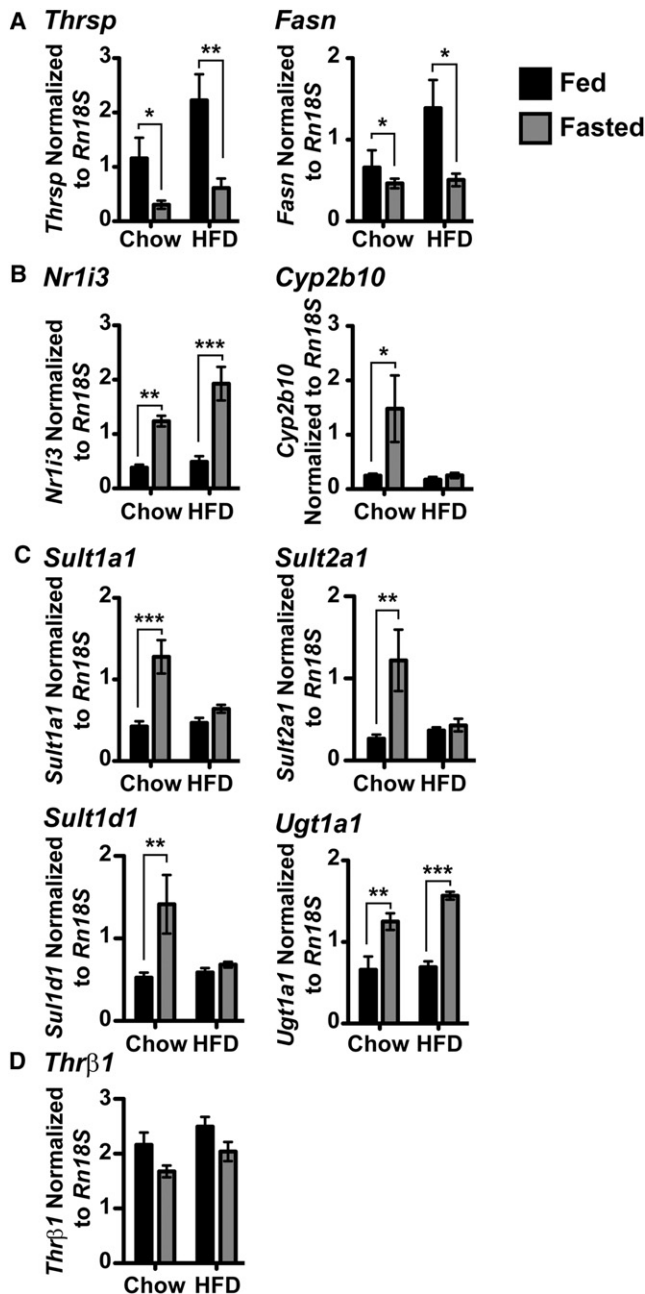 A Thrsp
Thrsp Normalized
to Rn18S
3
2
1
0
*
**
Chow HFD
Fasn
Fasn Normalized
to Rn18S
2
1
0
*
*
Chow HFD
Fed
Fasted
B Nr1i3
Nr1i3 Normalized
to Rn18S
3
2
1
0
**
***
Chow HFD
Cyp2b10
Cyp2b10
Normalized to Rn18S
3
2
1
0
*
Chow HFD
C Sult1a1
Sult1a1 Normalized
to Rn18S
2
1
0
***
Chow HFD
Sult2a1
Sult2a1 Normalized
to Rn18S
2
1
0
**
Chow HFD
Sult1d1
Sul1d1 Normalized
to Rn18S
2
1
0
**
Chow HFD
Ugt1a1
Ugt1a1 Normalized
to Rn18S
2
1
0
**
***
Chow HFD
D Thrβ1
Thrβ1 Normalized
to Rn18S
3
2
1
0
Chow HFD